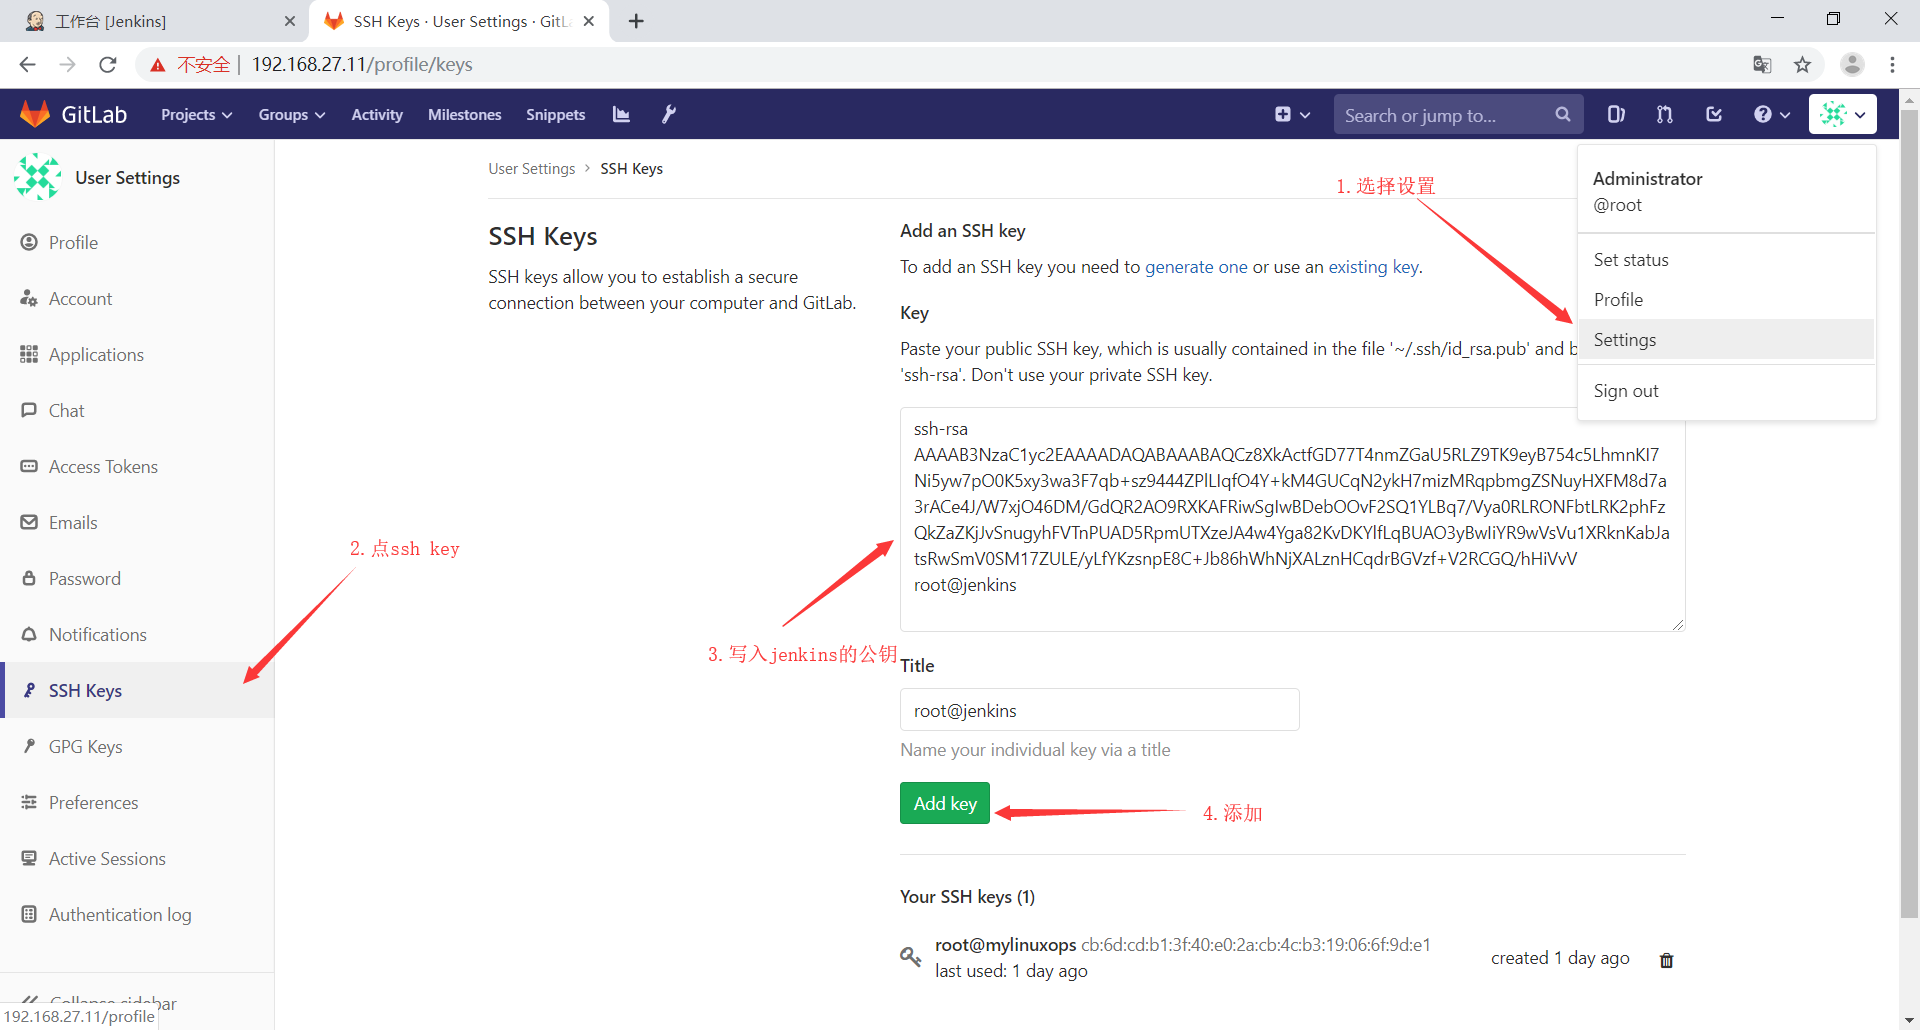 工作台 [Jenkins]
SSH Keys · User Settings · GitL
不安全 | 192.168.27.11/profile/keys
GitLab Projects Groups Activity Milestones Snippets Search or jump to...
User Settings
Profile
Account
Applications
Chat
Access Tokens
Emails
Password
Notifications
SSH Keys
GPG Keys
Preferences
Active Sessions
Authentication log
Collapse sidebar
192.168.27.11/profile
User Settings > SSH Keys
SSH Keys
SSH keys allow you to establish a secure
connection between your computer and GitLab.
Add an SSH key
To add an SSH key you need to generate one or use an existing key.
Key
Paste your public SSH key, which is usually contained in the file '~/.ssh/id_rsa.pub' and b
'ssh-rsa'. Don't use your private SSH key.
ssh-rsa
AAAAB3NzaC1yc2EAAAADAQABAAABAQCz8XkActfGD77T4nmZGaU5RLZ9TK9eyB754c5LhmnKI7
Ni5yw7pO0K5xy3wa3F7qb+sz9444ZPlLIqfO4Y+kM4GUCqN2ykH7mizMRqpbmgZSNuyHXFM8d7a
3rACe4J/W7xjO46DM/GdQR2AO9RXKAFRiwSgIwBDebOOvF2SQ1YLBq7/Vya0RLRONFbtLRK2phFz
QkZaZKjJvSnugyhFVTnPUAD5RpmUTXzeJA4w4Yga82KvDKYlfLqBUAO3yBwIiYR9wVsVu1XRknKabJa
tsRwSmV0SM17ZULE/yLfYKzsnpE8C+Jb86hWhNjXALznHCqdrBGVzf+V2RCGQ/hHiVvV
root@jenkins
Title
root@jenkins
Name your individual key via a title
Add key
Your SSH keys (1)
root@mylinuxops cb:6d:cd:b1:3f:40:e0:2a:cb:4c:b3:19:06:6f:9d:e1
last used: 1 day ago
created 1 day ago
Administrator
@root
Set status
Profile
Settings
Sign out
1.选择设置
2.点ssh key
3.写入jenkins的公钥
4.添加